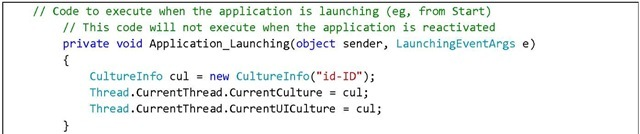 // Code to execute when the application is launching (eg, from Start)
// This code will not execute when the application is reactivated
private void Application_Launching(object sender, LaunchingEventArgs e)
{
CultureInfo cul = new CultureInfo("id-ID");
Thread.CurrentThread.CurrentCulture = cul;
Thread.CurrentThread.CurrentUICulture = cul;
}